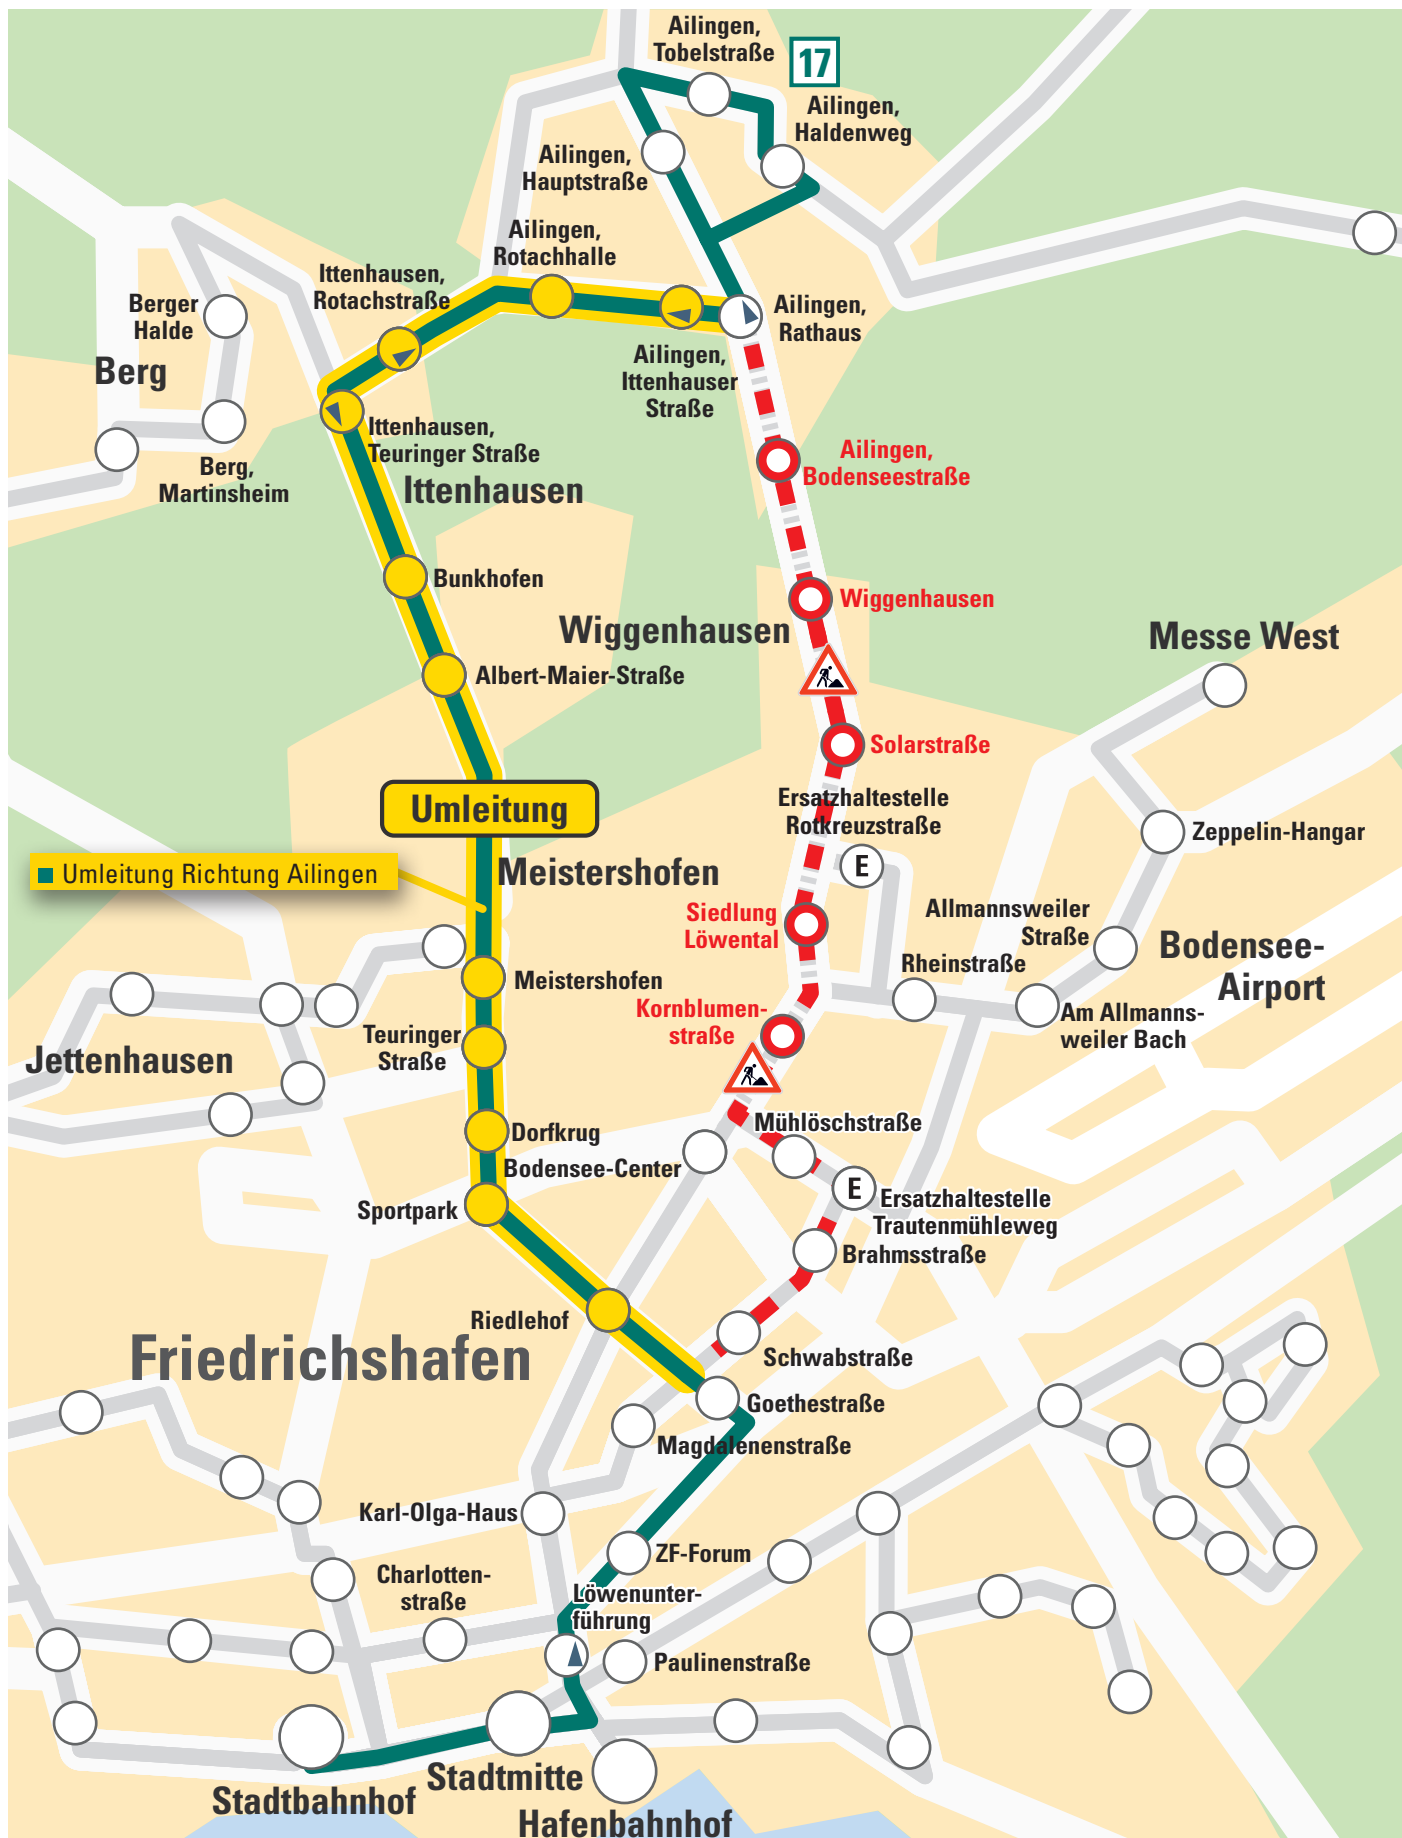 Ailingen,
Tobelstraße
17
Ailingen,
Haldenweg
Ailingen,
Hauptstraße
Ailingen,
Rotachhalle
Ittenhausen,
Rotachstraße
Berger
Halde
Ailingen,
Rathaus
Berg
Ailingen,
Ittenhauser
Straße
Ittenhausen,
Teuringer Straße
Berg,
Martinsheim
Ittenhausen
Ailingen,
Bodenseestraße
Bunkhofen
Wiggenhausen
Wiggenhausen
Messe West
Albert-Maier-Straße
Solarstraße
Umleitung
Ersatzhaltestelle
Rotkreuzstraße
E
Zeppelin-Hangar
Umleitung Richtung Ailingen
Meistershofen
Siedlung
Löwental
Allmannsweiler
Straße
Bodensee-
Airport
Rheinstraße
Meistershofen
Kornblumen-
straße
Am Allmanns-
weiler Bach
Teuringer
Straße
Jettenhausen
Dorfkrug
Mühlöschstraße
Bodensee-Center
E
Ersatzhaltestelle
Trautenmühleweg
Sportpark
Brahmsstraße
Riedlehof
Friedrichshafen
Schwabstraße
Goethestraße
Magdalenenstraße
Karl-Olga-Haus
ZF-Forum
Charlotten-
straße
Löwenunter-
führung
Paulinenstraße
Stadtmitte
Stadtbahnhof
Hafenbahnhof